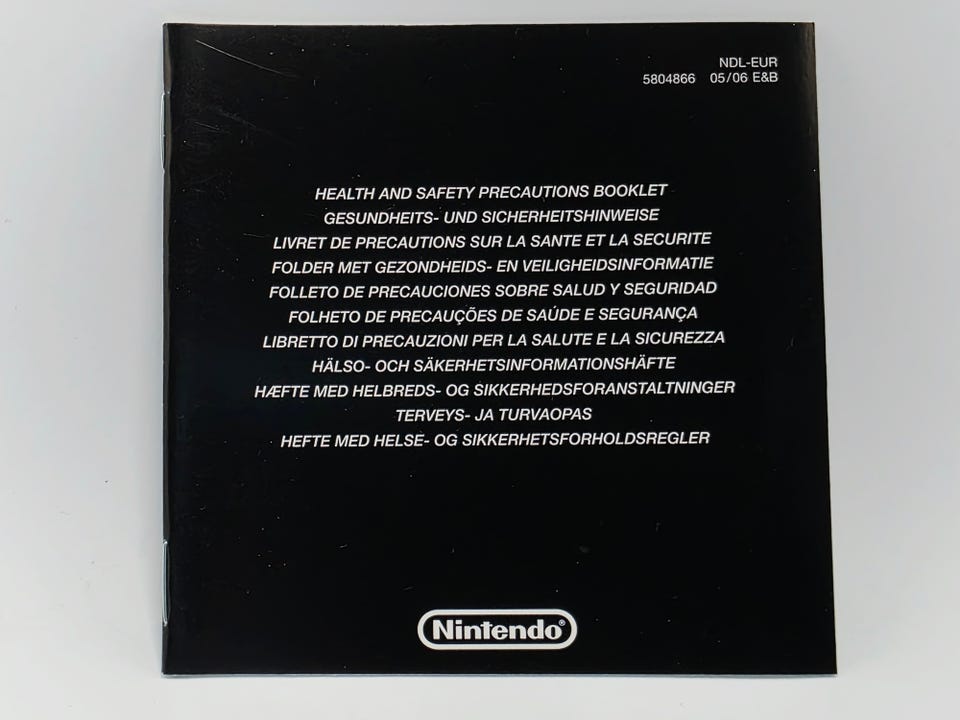 NDL-EUR
5804866 05/06 E&B
HEALTH AND SAFETY PRECAUTIONS BOOKLET
GESUNDHEITS- UND SICHERHEITSHINWEISE
LIVRET DE PRECAUTIONS SUR LA SANTE ET LA SECURITE
FOLDER MET GEZONDHEIDS- EN VEILIGHEIDSINFORMATIE
FOLLETO DE PRECAUCIONES SOBRE SALUD Y SEGURIDAD
FOLHETO DE PRECAUÇÕES DE SAÚDE E SEGURANÇA
LIBRETTO DI PRECAUZIONI PER LA SALUTE E LA SICUREZZA
HÄLSO- OCH SÄKERHETSINFORMATIONSHÄFTE
HÆFTE MED HELBREDS- OG SIKKERHEDSFORANSTALTNINGER
TERVEYS- JA TURVAOPAS
HEFTE MED HELSE- OG SIKKERHETSFORHOLDSREGLER
Nintendo®